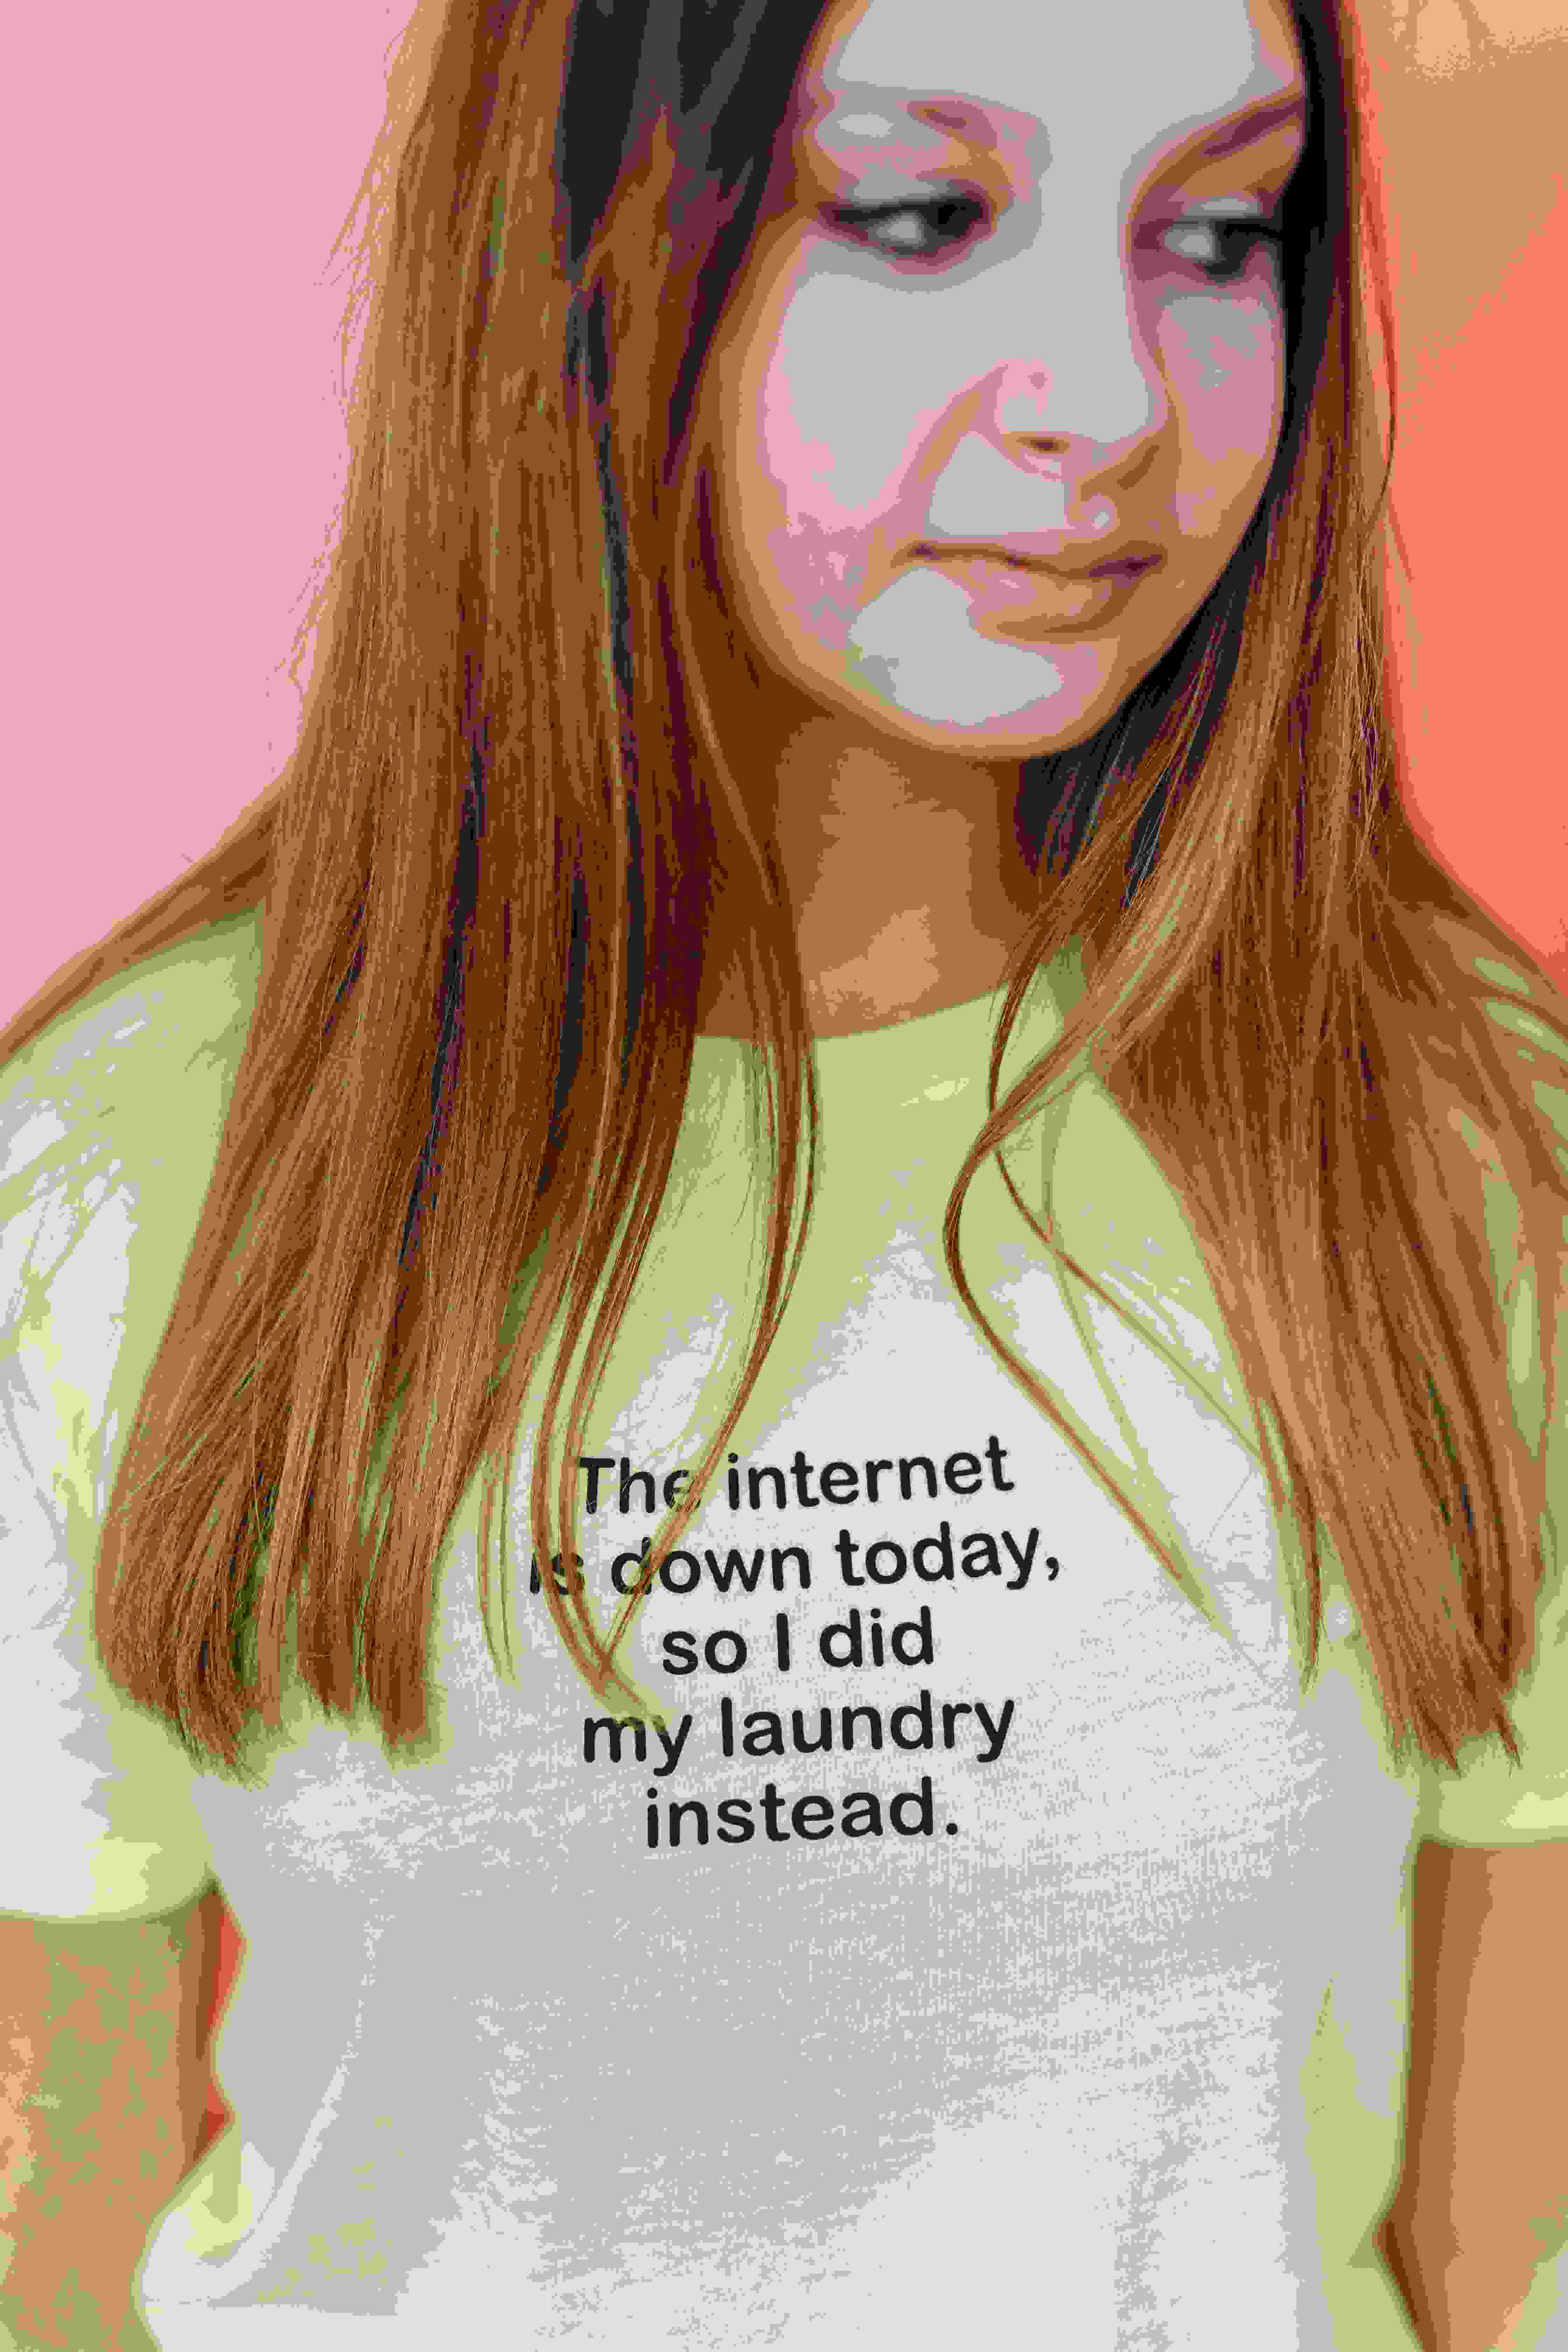 The internet
is down today,
so I did
my laundry
instead.